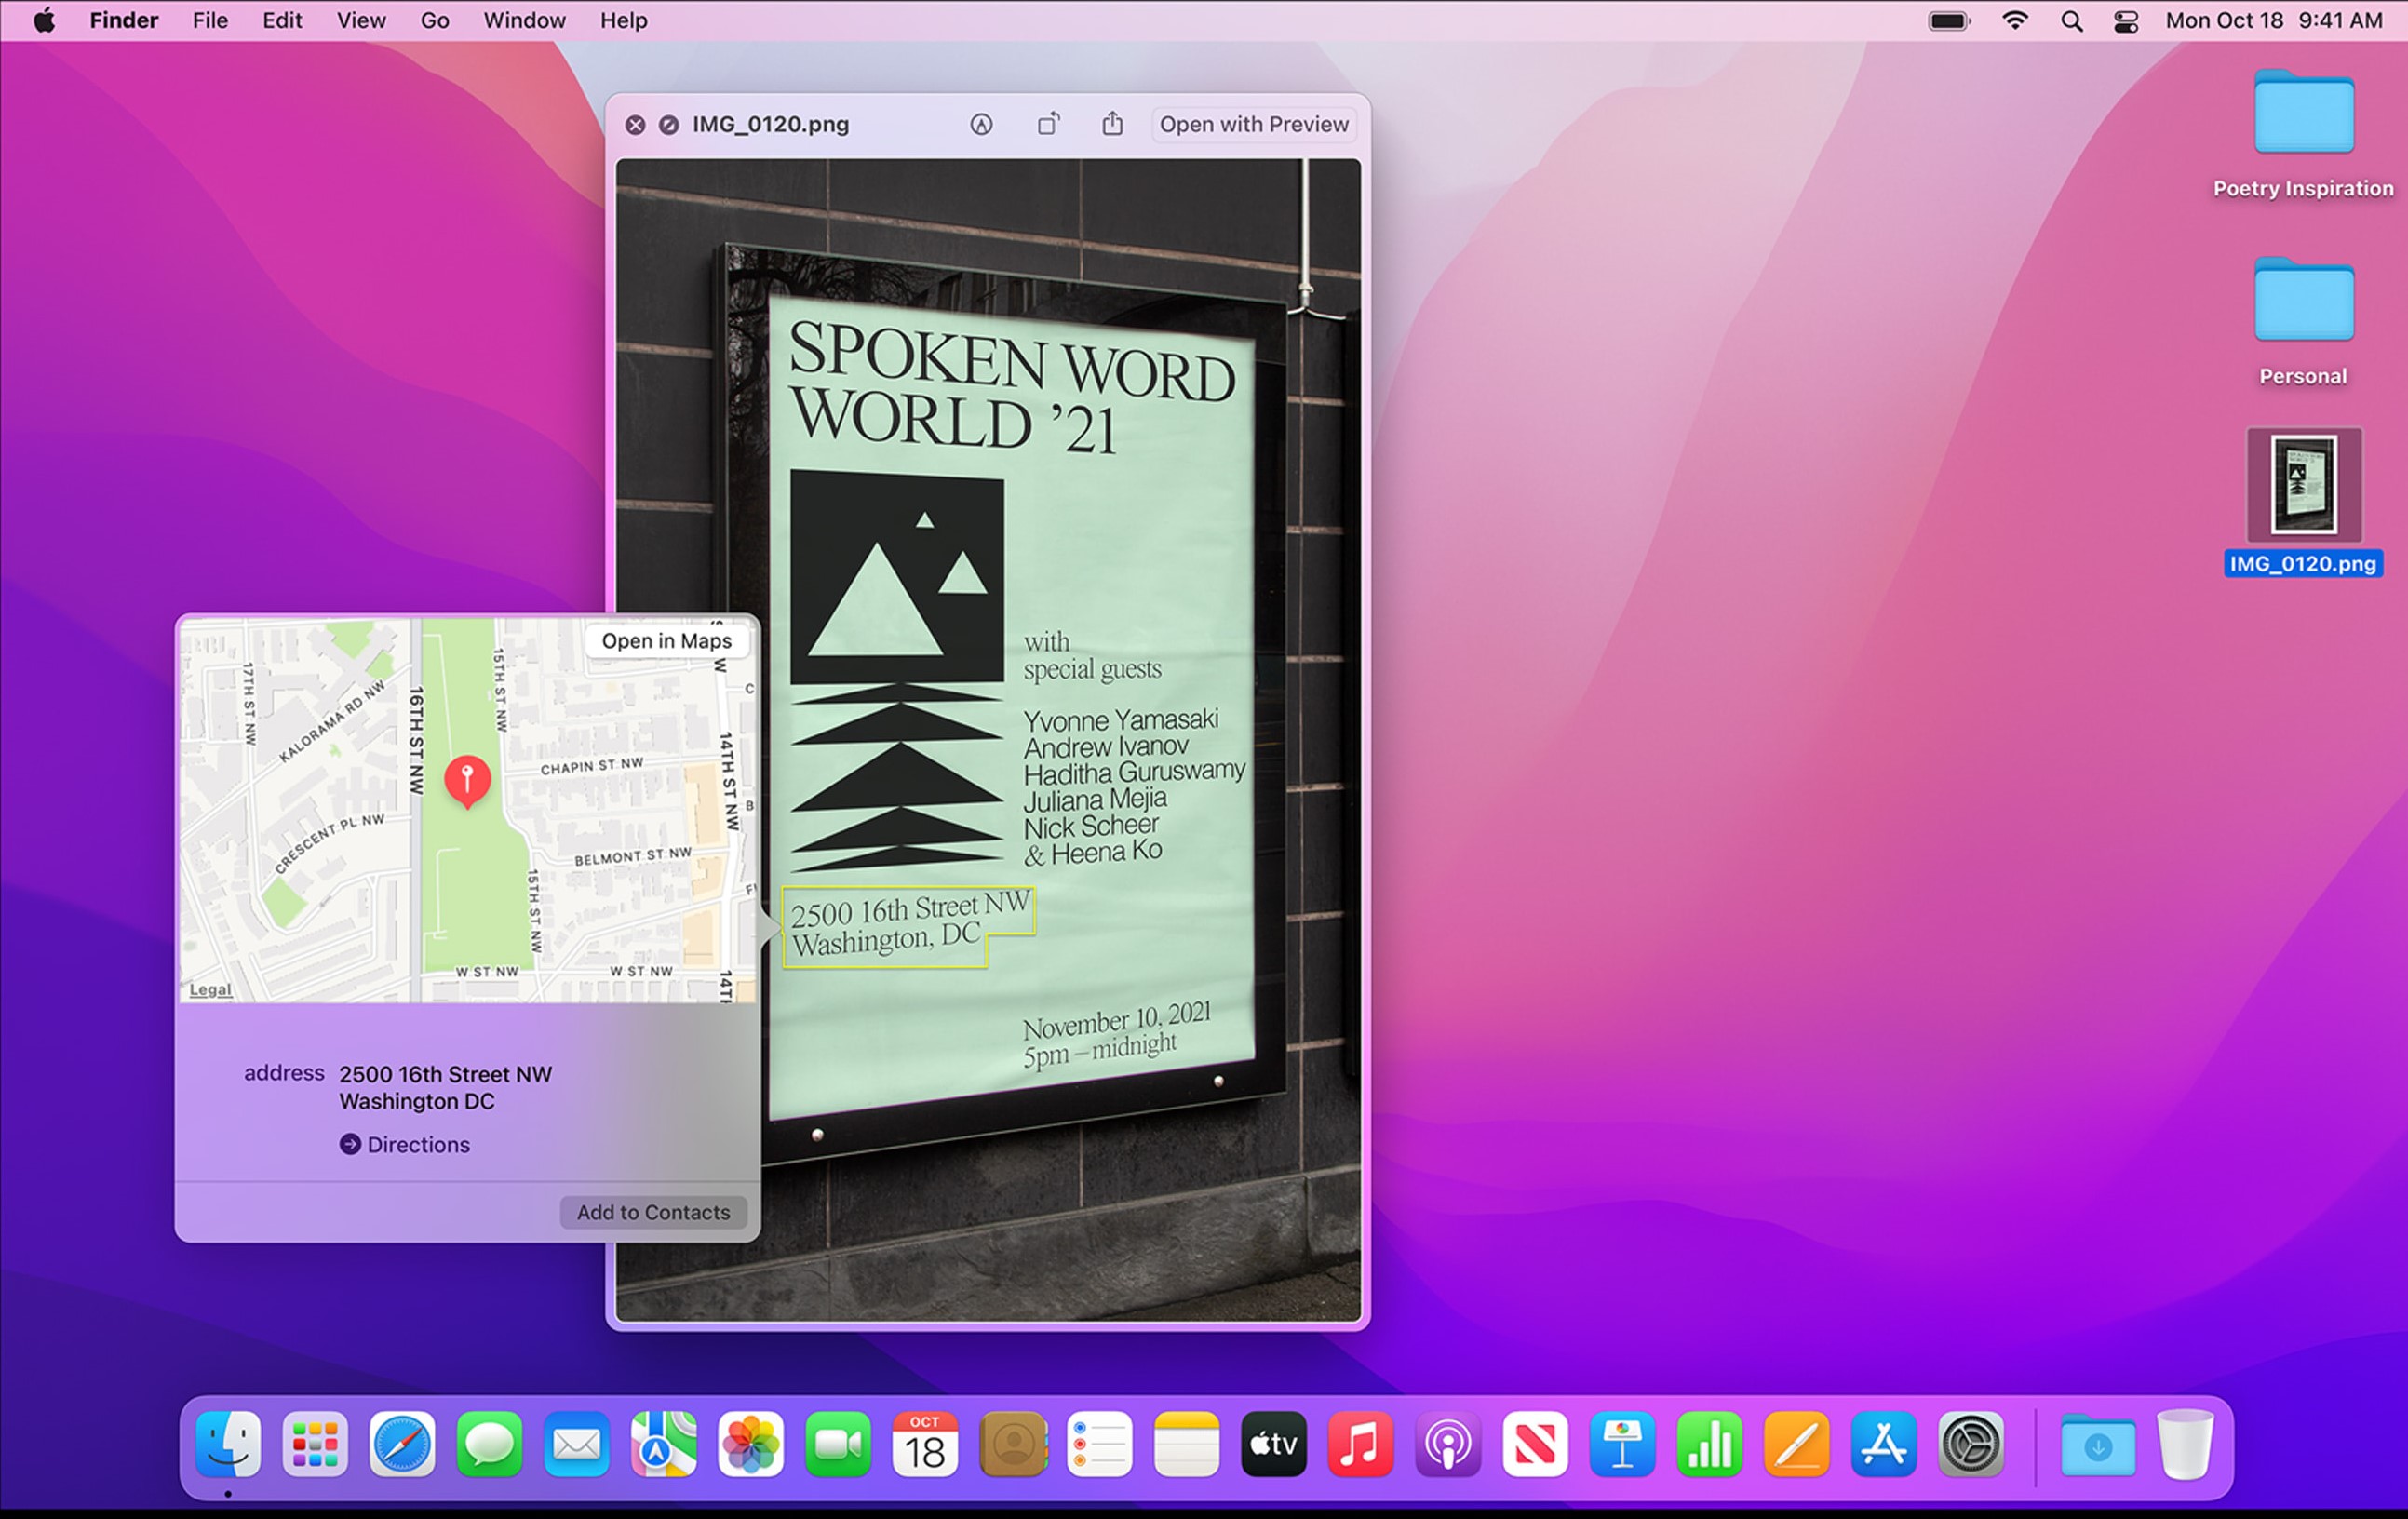 Finder File Edit View Go Window Help
Mon Oct 18 9:41 AM
IMG_0120.png
Open with Preview
Poetry Inspiration
Personal
IMG_0120.png
SPOKEN WORD
WORLD ’21
with
special guests
Yvonne Yamasaki
Andrew Ivanov
Haditha Guruswamy
Juliana Mejia
Nick Scheer
& Heena Ko
2500 16th Street NW
Washington, DC
November 10, 2021
5pm – midnight
Open in Maps
17TH ST NW
KALORAMA RD NW
16TH ST NW
15TH ST NW
CHAPIN ST NW
14TH ST NW
CRESCENT PL NW
BELMONT ST NW
15TH ST NW
W ST NW
W ST NW
Legal
address 2500 16th Street NW
Washington DC
Directions
Add to Contacts
OCT
18
tv